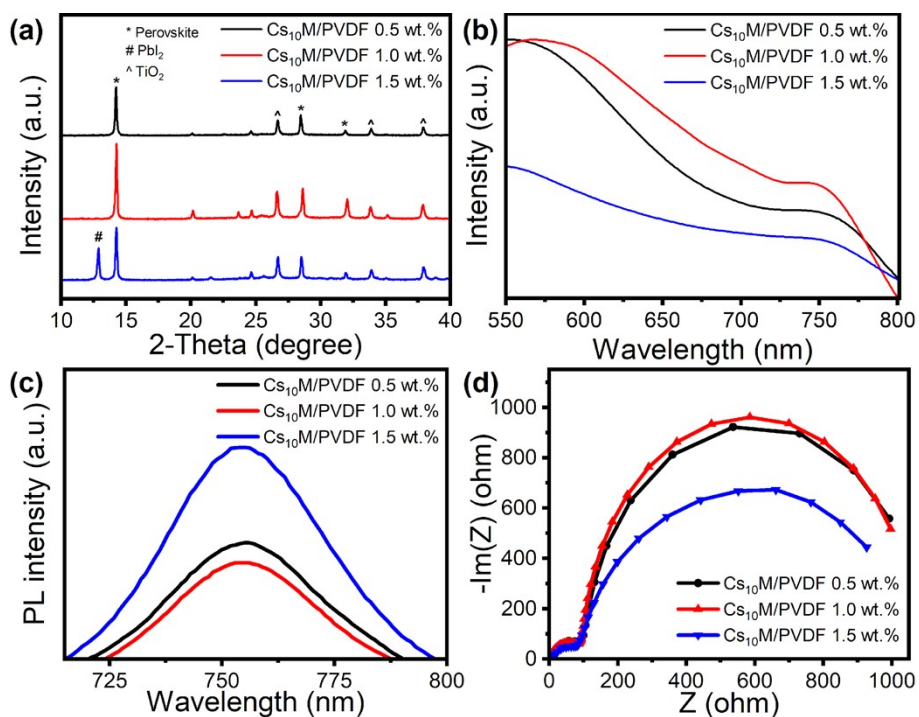 (a)
* Perovskite
# PbI₂
^ TiO₂
Cs₁₀M/PVDF 0.5 wt.%
Cs₁₀M/PVDF 1.0 wt.%
Cs₁₀M/PVDF 1.5 wt.%
*
^
*
*
^
^
#
Intensity (a.u.)
10 15 20 25 30 35 40
2-Theta (degree)
(b)
Cs₁₀M/PVDF 0.5 wt.%
Cs₁₀M/PVDF 1.0 wt.%
Cs₁₀M/PVDF 1.5 wt.%
Intensity (a.u.)
550 600 650 700 750 800
Wavelength (nm)
(c)
Cs₁₀M/PVDF 0.5 wt.%
Cs₁₀M/PVDF 1.0 wt.%
Cs₁₀M/PVDF 1.5 wt.%
PL intensity (a.u.)
725 750 775 800
Wavelength (nm)
(d)
-Im(Z) (ohm)
1000
800
600
400
200
0
Cs₁₀M/PVDF 0.5 wt.%
Cs₁₀M/PVDF 1.0 wt.%
Cs₁₀M/PVDF 1.5 wt.%
0 200 400 600 800 1000
Z (ohm)